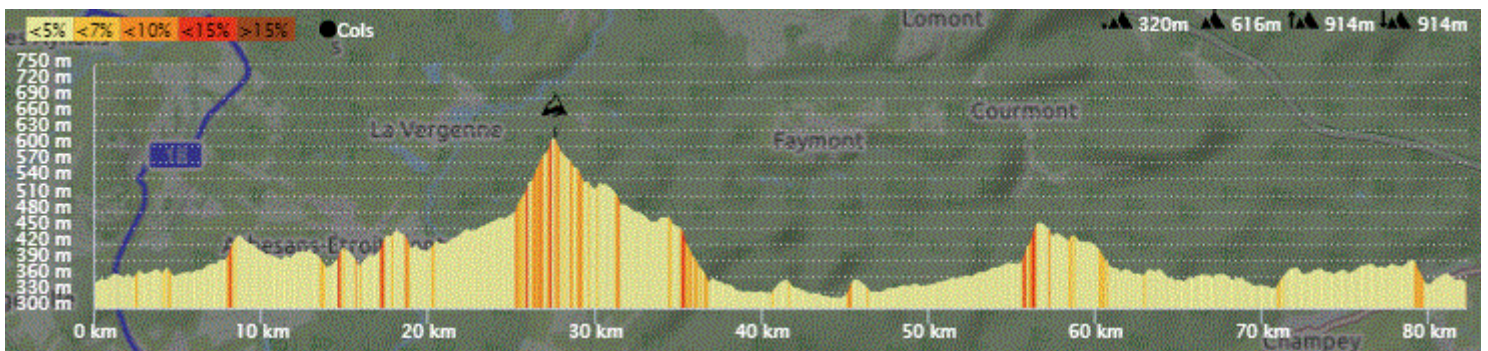 Lomont
<5% <7% <10% <15% >15% Cols 320m 616m 914m 914m
s
750 m
720 m
690 m
660 m
630 m
600 m
570 m
540 m
510 m
480 m
450 m
420 m
390 m
360 m
330 m
300 m
Courmont
La Vergenne
Faymont
0 km 10 km 20 km 30 km 40 km 50 km 60 km 70 km 80 km
Champey